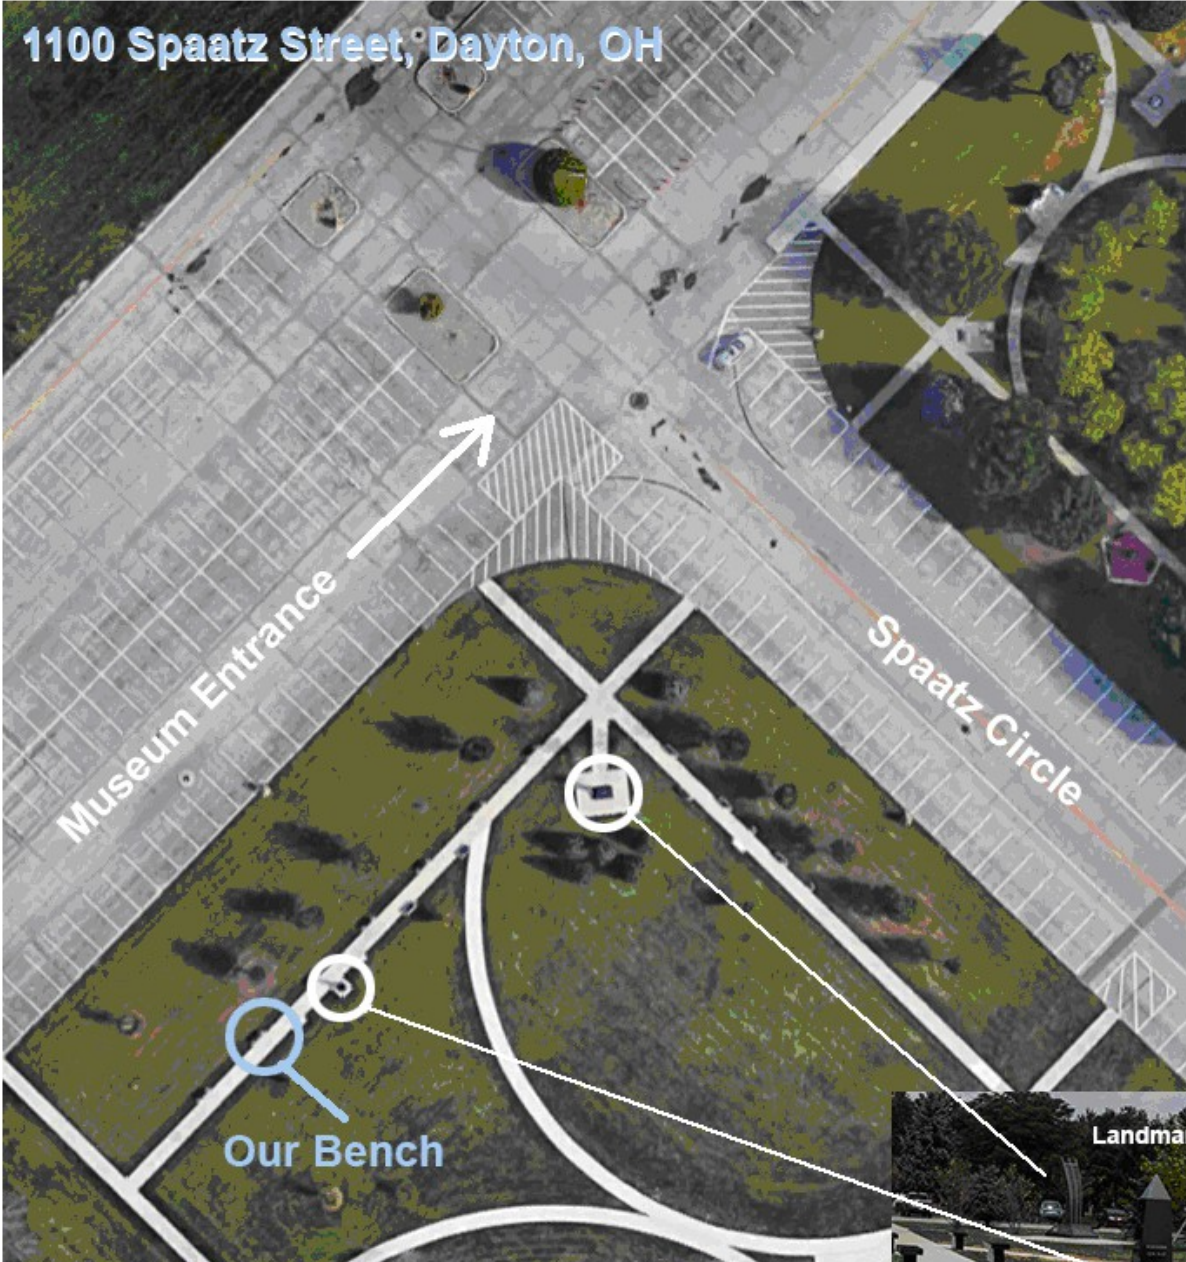 1100 Spaatz Street, Dayton, OH
Museum Entrance
Spaatz Circle
Our Bench